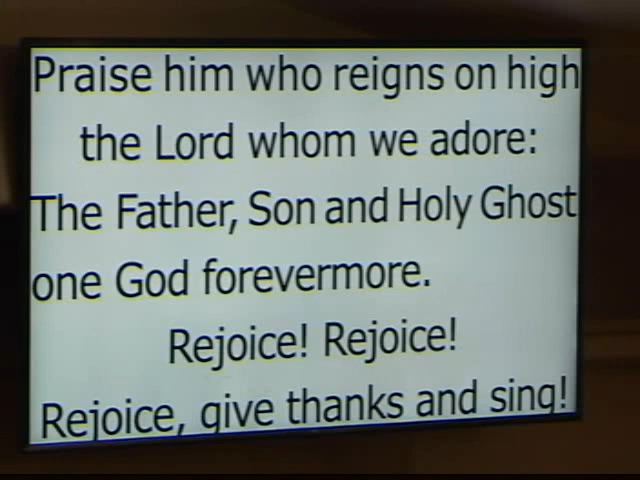 Praise him who reigns on high
the Lord whom we adore:
The Father, Son and Holy Ghost
one God forevermore.
Rejoice! Rejoice!
Rejoice, give thanks and sing!